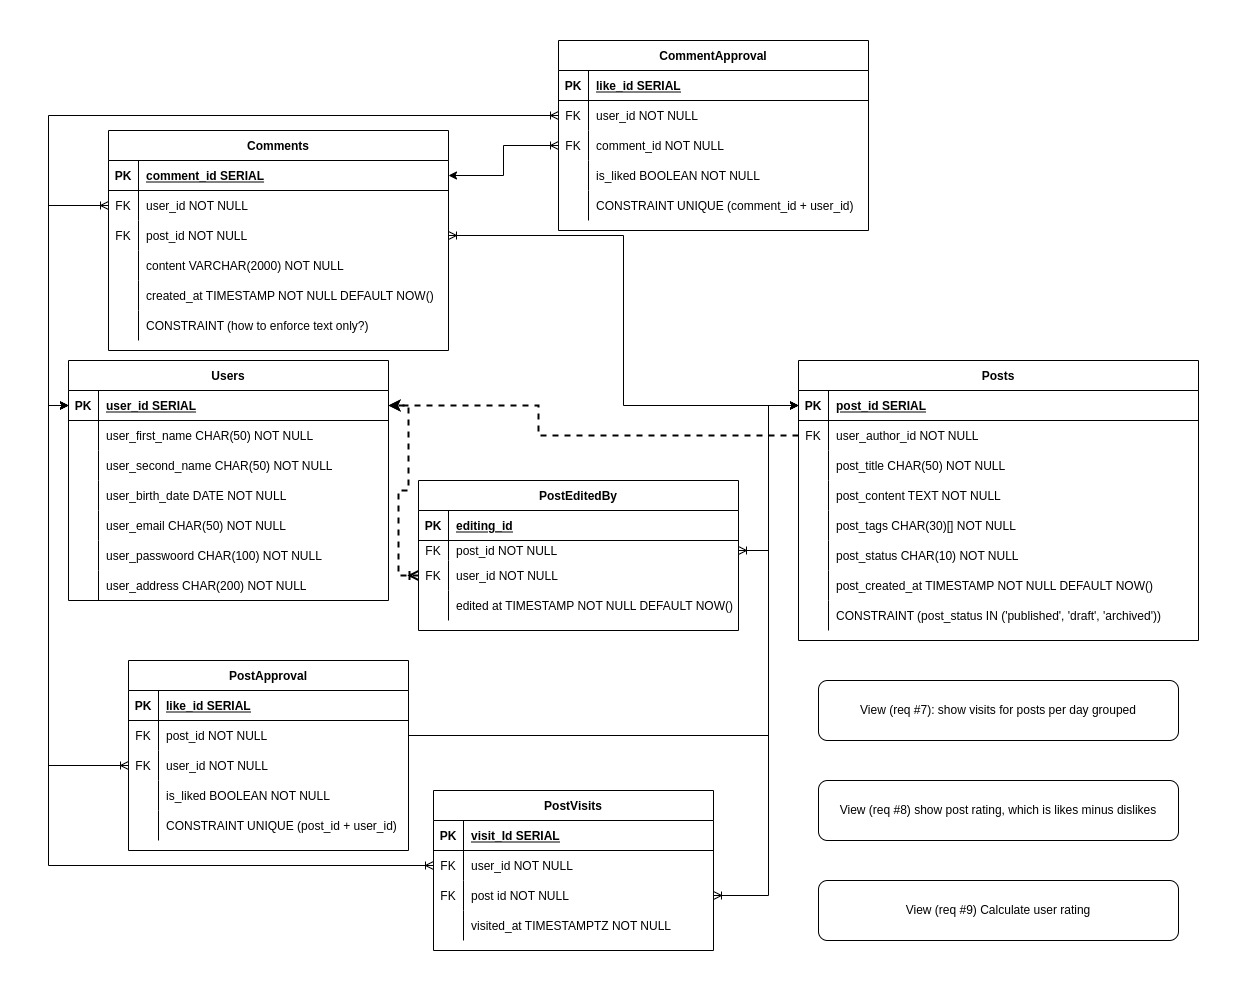 CommentApproval
PK like_id SERIAL
FK user_id NOT NULL
FK comment_id NOT NULL
is_liked BOOLEAN NOT NULL
CONSTRAINT UNIQUE (comment_id + user_id)
Comments
PK comment_id SERIAL
FK user_id NOT NULL
FK post_id NOT NULL
content VARCHAR(2000) NOT NULL
created_at TIMESTAMP NOT NULL DEFAULT NOW()
CONSTRAINT (how to enforce text only?)
Users
PK user_id SERIAL
user_first_name CHAR(50) NOT NULL
user_second_name CHAR(50) NOT NULL
user_birth_date DATE NOT NULL
user_email CHAR(50) NOT NULL
user_passwoord CHAR(100) NOT NULL
user_address CHAR(200) NOT NULL
Posts
PK post_id SERIAL
FK user_author_id NOT NULL
post_title CHAR(50) NOT NULL
post_content TEXT NOT NULL
post_tags CHAR(30)[] NOT NULL
post_status CHAR(10) NOT NULL
post_created_at TIMESTAMP NOT NULL DEFAULT NOW()
CONSTRAINT (post_status IN ('published', 'draft', 'archived'))
PostEditedBy
PK editing_id
FK post_id NOT NULL
FK user_id NOT NULL
edited at TIMESTAMP NOT NULL DEFAULT NOW()
PostApproval
PK like_id SERIAL
FK post_id NOT NULL
FK user_id NOT NULL
is_liked BOOLEAN NOT NULL
CONSTRAINT UNIQUE (post_id + user_id)
PostVisits
PK visit_Id SERIAL
FK user_id NOT NULL
FK post id NOT NULL
visited_at TIMESTAMPTZ NOT NULL
View (req #7): show visits for posts per day grouped
View (req #8) show post rating, which is likes minus dislikes
View (req #9) Calculate user rating